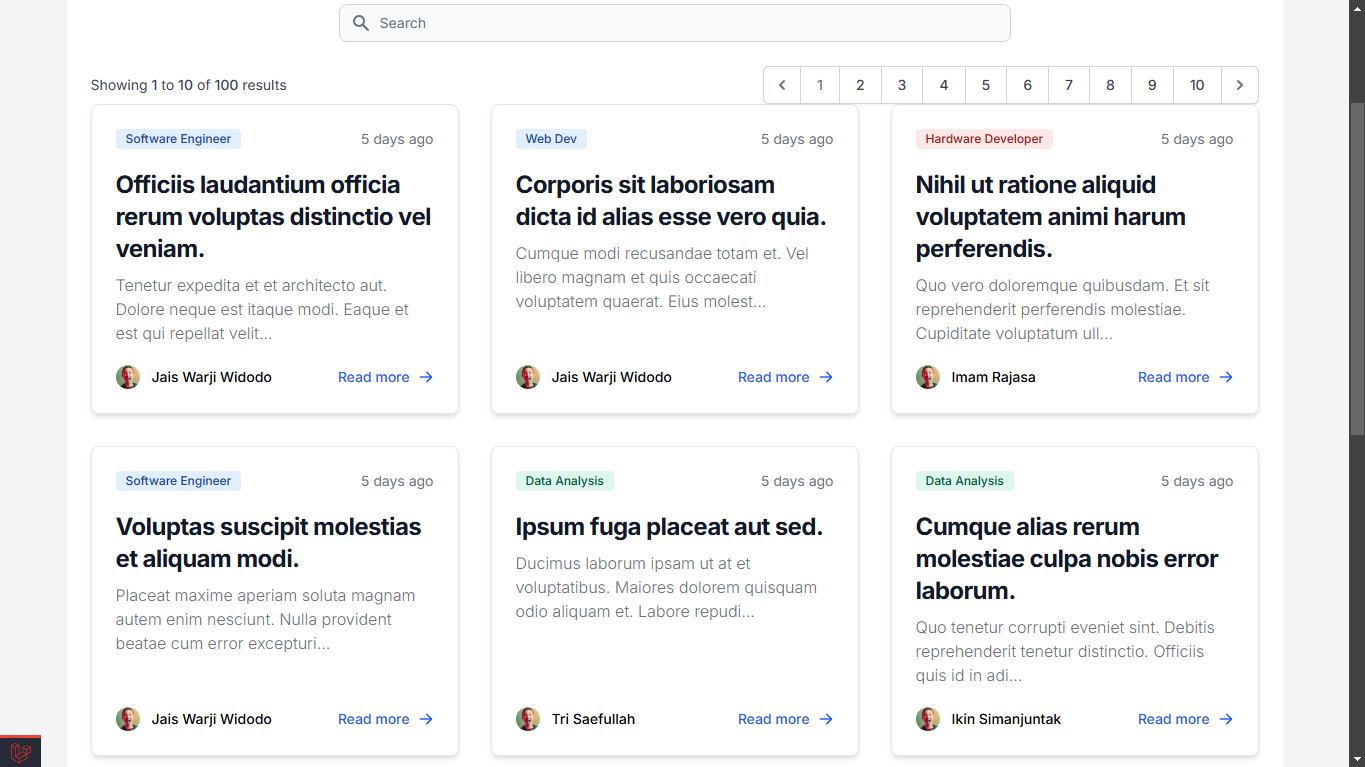 Search
Showing 1 to 10 of 100 results
1 2 3 4 5 6 7 8 9 10
Software Engineer
5 days ago
Officiis laudantium officia
rerum voluptas distinctio vel
veniam.
Tenetur expedita et et architecto aut.
Dolore neque est itaque modi. Eaque et
est qui repellat velit...
Jais Warji Widodo
Read more
Web Dev
5 days ago
Corporis sit laboriosam
dicta id alias esse vero quia.
Cumque modi recusandae totam et. Vel
libero magnam et quis occaecati
voluptatem quaerat. Eius molest...
Jais Warji Widodo
Read more
Hardware Developer
5 days ago
Nihil ut ratione aliquid
voluptatem animi harum
perferendis.
Quo vero doloremque quibusdam. Et sit
reprehenderit perferendis molestiae.
Cupiditate voluptatum ull...
Imam Rajasa
Read more
Software Engineer
5 days ago
Voluptas suscipit molestias
et aliquam modi.
Placeat maxime aperiam soluta magnam
autem enim nesciunt. Nulla provident
beatae cum error excepturi...
Jais Warji Widodo
Read more
Data Analysis
5 days ago
Ipsum fuga placeat aut sed.
Ducimus laborum ipsam ut at et
voluptatibus. Maiores dolorem quisquam
odio aliquam et. Labore repudi...
Tri Saefullah
Read more
Data Analysis
5 days ago
Cumque alias rerum
molestiae culpa nobis error
laborum.
Quo tenetur corrupti eveniet sint. Debitis
reprehenderit tenetur distinctio. Officiis
quis id in adi...
Ikin Simanjuntak
Read more